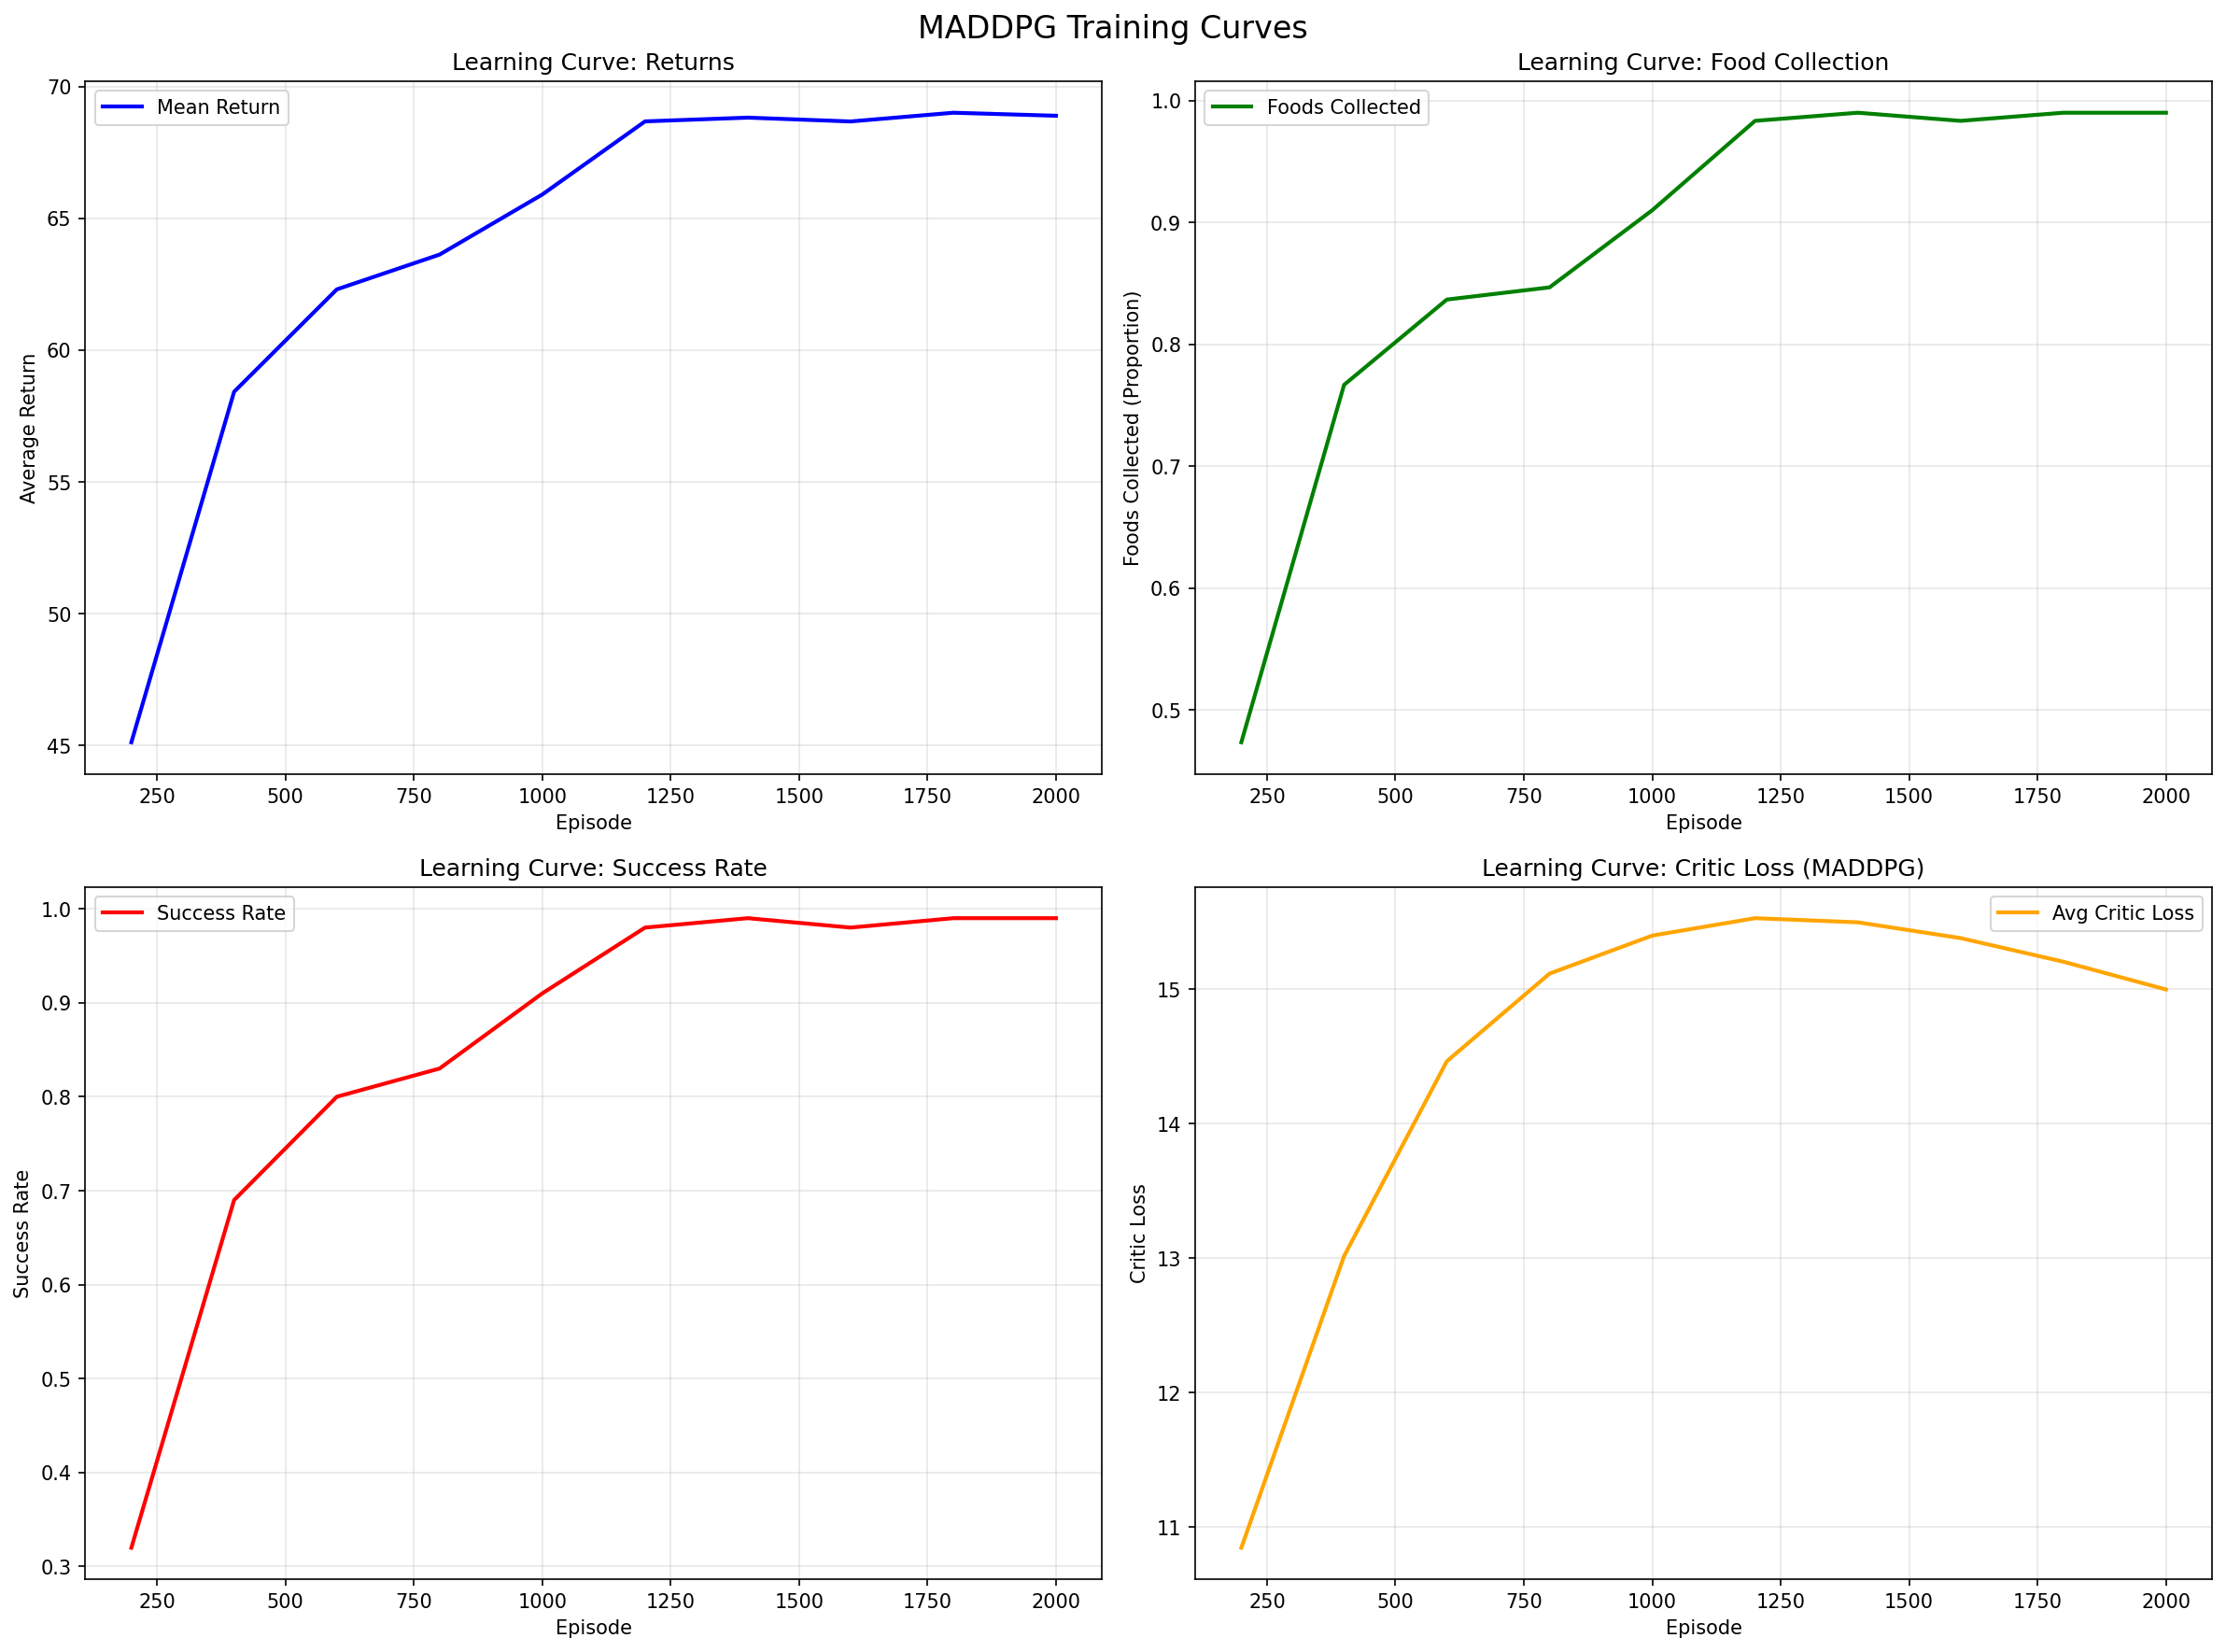 MADDPG Training Curves
Learning Curve: Returns
Mean Return
Average Return
70
65
60
55
50
45
250 500 750 1000 1250 1500 1750 2000
Episode
Learning Curve: Food Collection
Foods Collected
Foods Collected (Proportion)
1.0
0.9
0.8
0.7
0.6
0.5
250 500 750 1000 1250 1500 1750 2000
Episode
Learning Curve: Success Rate
Success Rate
Success Rate
1.0
0.9
0.8
0.7
0.6
0.5
0.4
0.3
250 500 750 1000 1250 1500 1750 2000
Episode
Learning Curve: Critic Loss (MADDPG)
Avg Critic Loss
Critic Loss
15
14
13
12
11
250 500 750 1000 1250 1500 1750 2000
Episode